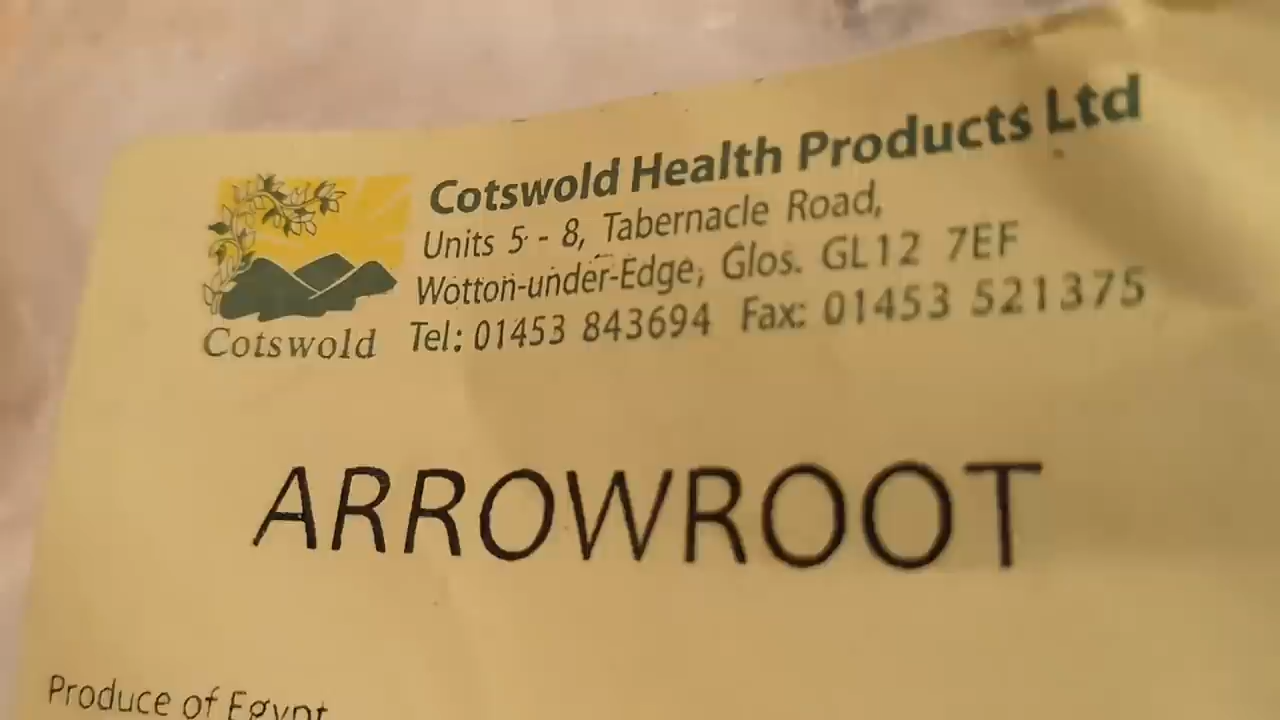 Cotswold Health Products Ltd
Units 5 - 8, Tabernacle Road,
Wotton-under-Edge, Glos. GL12 7EF
Tel: 01453 843694 Fax: 01453 521375
Cotswold
ARROWROOT
Produce of Egypt